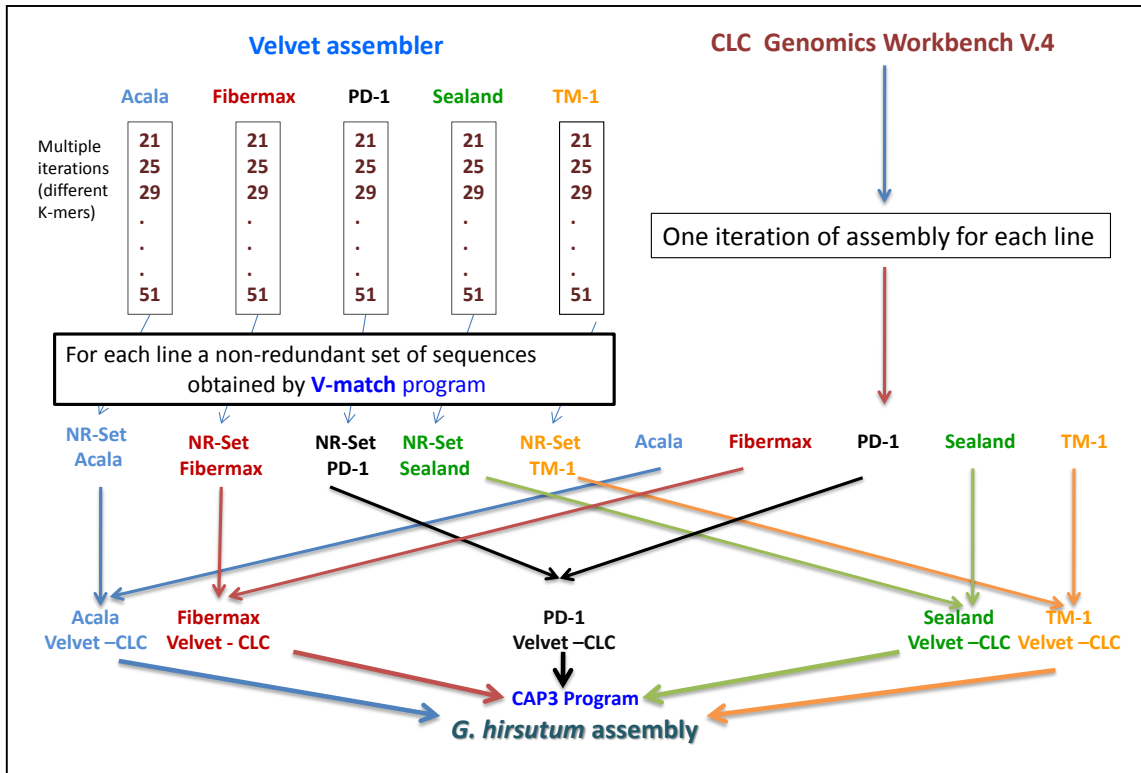 Velvet assembler
CLC  Genomics Workbench V.4
Acala
Fibermax
PD-1
Sealand
TM-1
Multiple
iterations
(different
K-mers)
21
25
29
.
.
.
51
21
25
29
.
.
.
51
21
25
29
.
.
.
51
21
25
29
.
.
.
51
21
25
29
.
.
.
51
One iteration of assembly for each line
For each line a non-redundant set of sequences
obtained by V-match program
NR-Set
Acala
NR-Set
Fibermax
NR-Set
PD-1
NR-Set
Sealand
NR-Set
TM-1
Acala
Fibermax
PD-1
Sealand
TM-1
Acala
Velvet –CLC
Fibermax
Velvet - CLC
PD-1
Velvet –CLC
Sealand
Velvet –CLC
TM-1
Velvet –CLC
CAP3 Program
G. hirsutum assembly